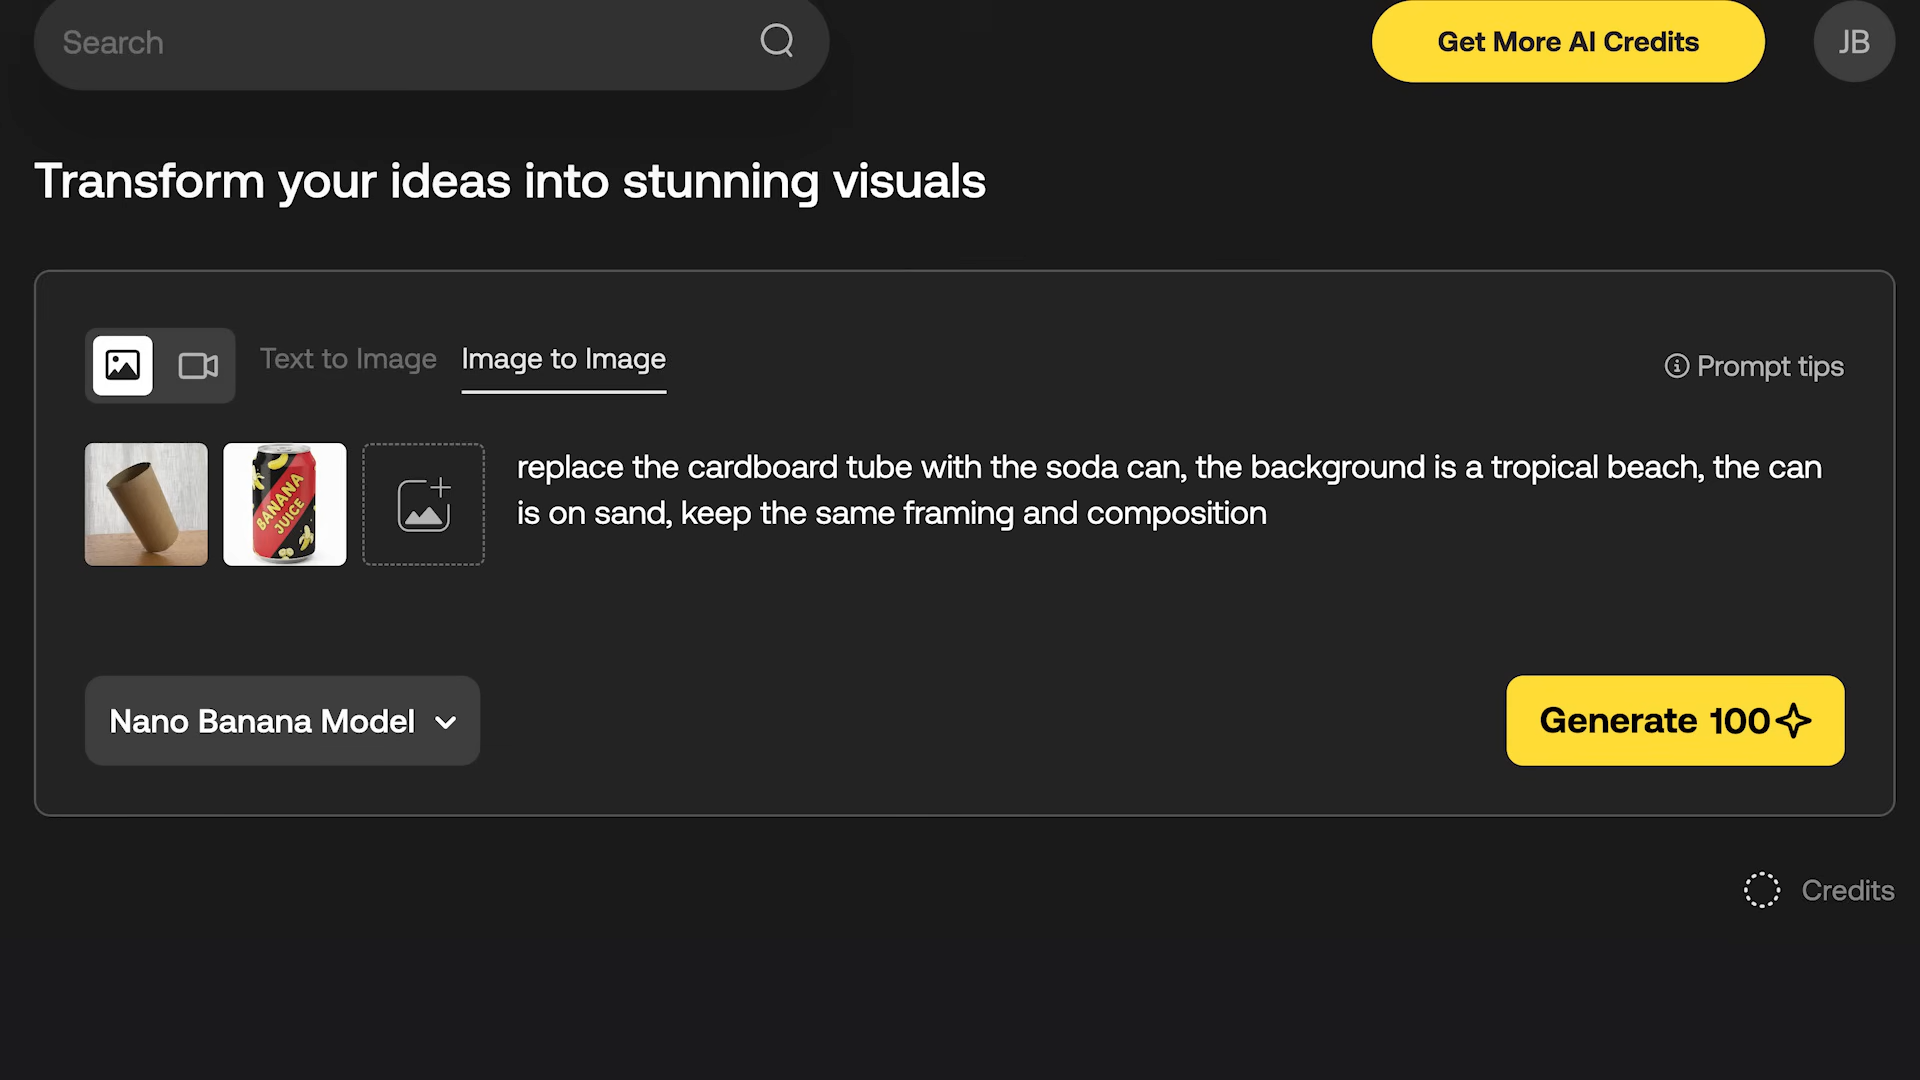 Search
Get More AI Credits
JB
Transform your ideas into stunning visuals
Text to Image
Image to Image
Prompt tips
BANANA
JUICE
replace the cardboard tube with the soda can, the background is a tropical beach, the can
is on sand, keep the same framing and composition
Nano Banana Model
Generate 100
Credits